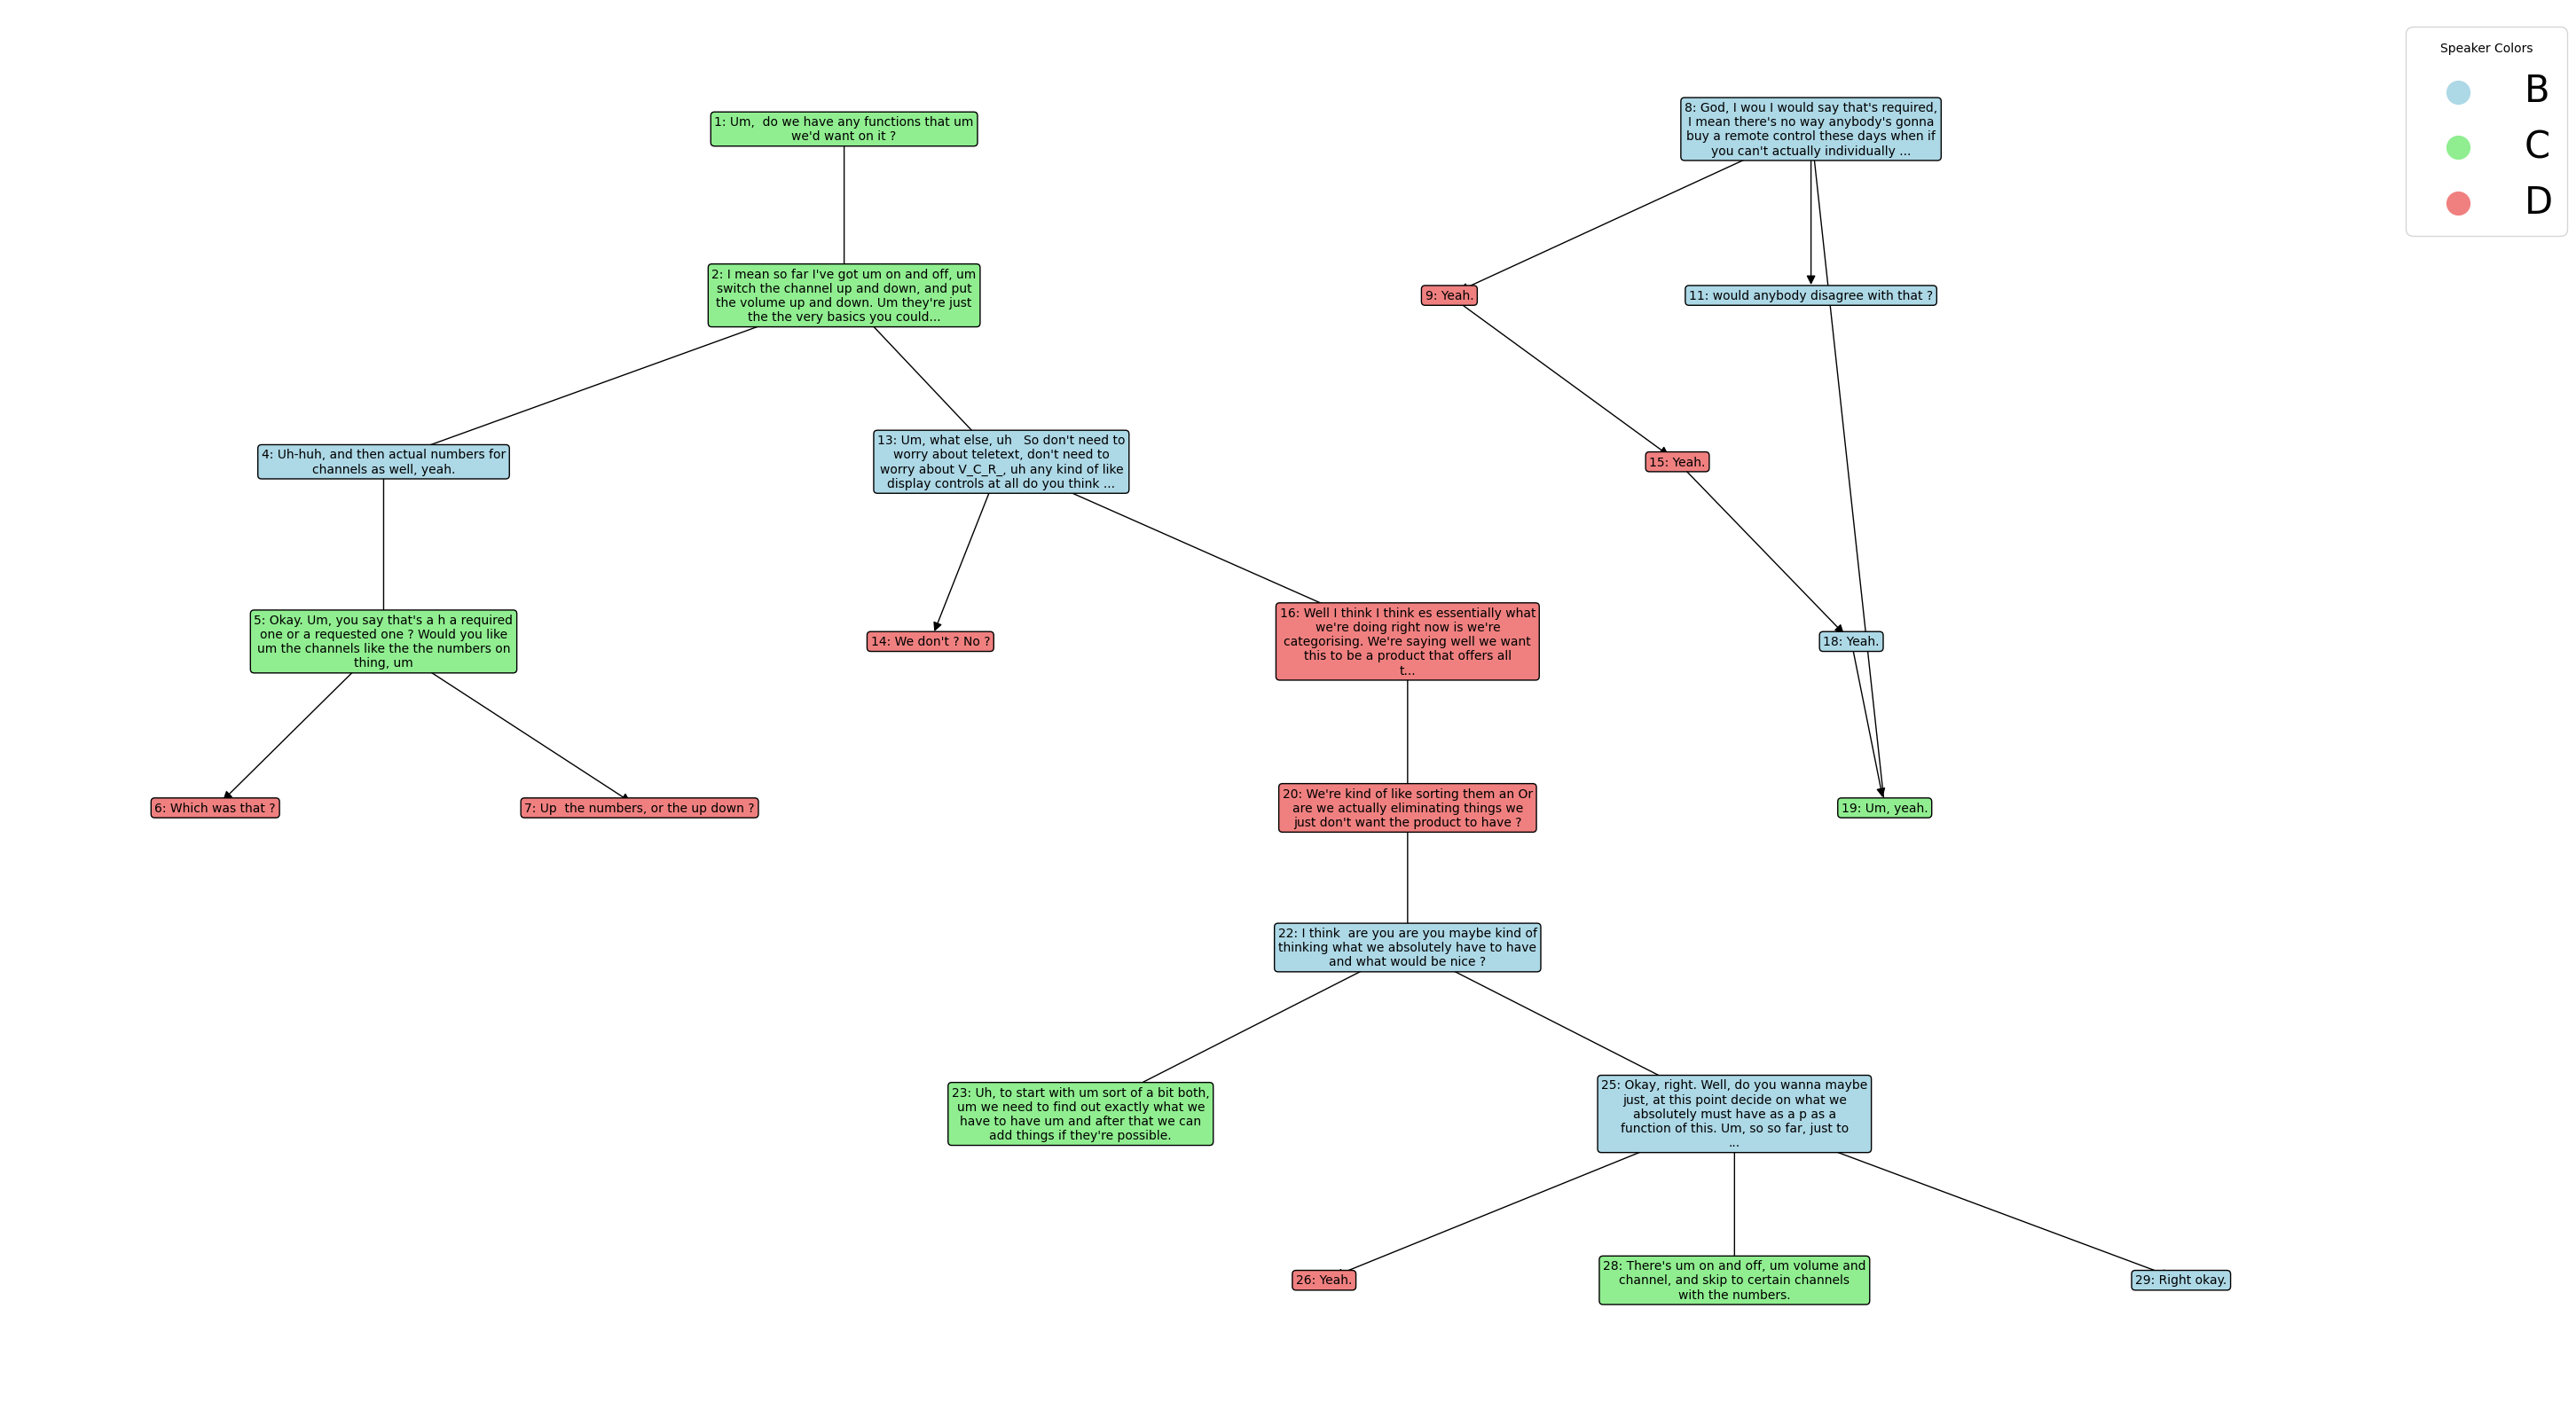 Speaker Colors
B
C
D
1: Um,  do we have any functions that um
we'd want on it ?
8: God, I wou I would say that's required,
I mean there's no way anybody's gonna
buy a remote control these days when if
you can't actually individually ...
2: I mean so far I've got um on and off, um
switch the channel up and down, and put
the volume up and down. Um they're just
the the very basics you could...
9: Yeah.
11: would anybody disagree with that ?
4: Uh-huh, and then actual numbers for
channels as well, yeah.
13: Um, what else, uh   So don't need to
worry about teletext, don't need to
worry about V_C_R_, uh any kind of like
display controls at all do you think ...
15: Yeah.
5: Okay. Um, you say that's a h a required
one or a requested one ? Would you like
um the channels like the the numbers on
thing, um
14: We don't ? No ?
16: Well I think I think es essentially what
we're doing right now is we're
categorising. We're saying well we want
this to be a product that offers all
t...
18: Yeah.
6: Which was that ?
7: Up  the numbers, or the up down ?
20: We're kind of like sorting them an Or
are we actually eliminating things we
just don't want the product to have ?
19: Um, yeah.
22: I think  are you are you maybe kind of
thinking what we absolutely have to have
and what would be nice ?
23: Uh, to start with um sort of a bit both,
um we need to find out exactly what we
have to have um and after that we can
add things if they're possible.
25: Okay, right. Well, do you wanna maybe
just, at this point decide on what we
absolutely must have as a p as a
function of this. Um, so so far, just to
...
26: Yeah.
28: There's um on and off, um volume and
channel, and skip to certain channels
with the numbers.
29: Right okay.